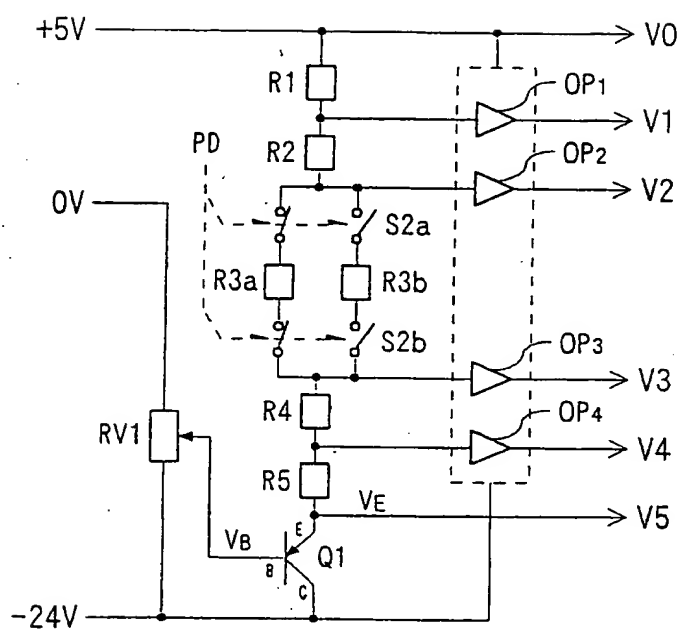 +5V
V0
R1
OP1
V1
PD
R2
OP2
V2
0V
S2a
R3a
R3b
S2b
OP3
V3
R4
OP4
RV1
V4
R5
VE
V5
VB
E
B
Q1
C
-24V